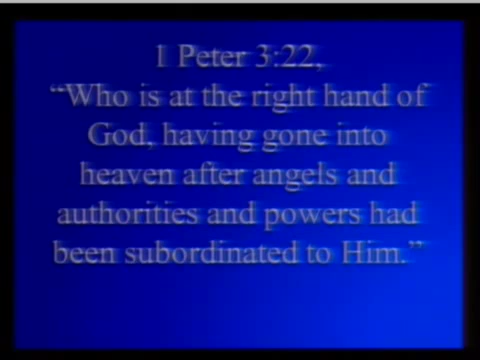 1 Peter 3:22,
“Who is at the right hand of
God, having gone into
heaven after angels and
authorities and powers had
been subordinated to Him.”